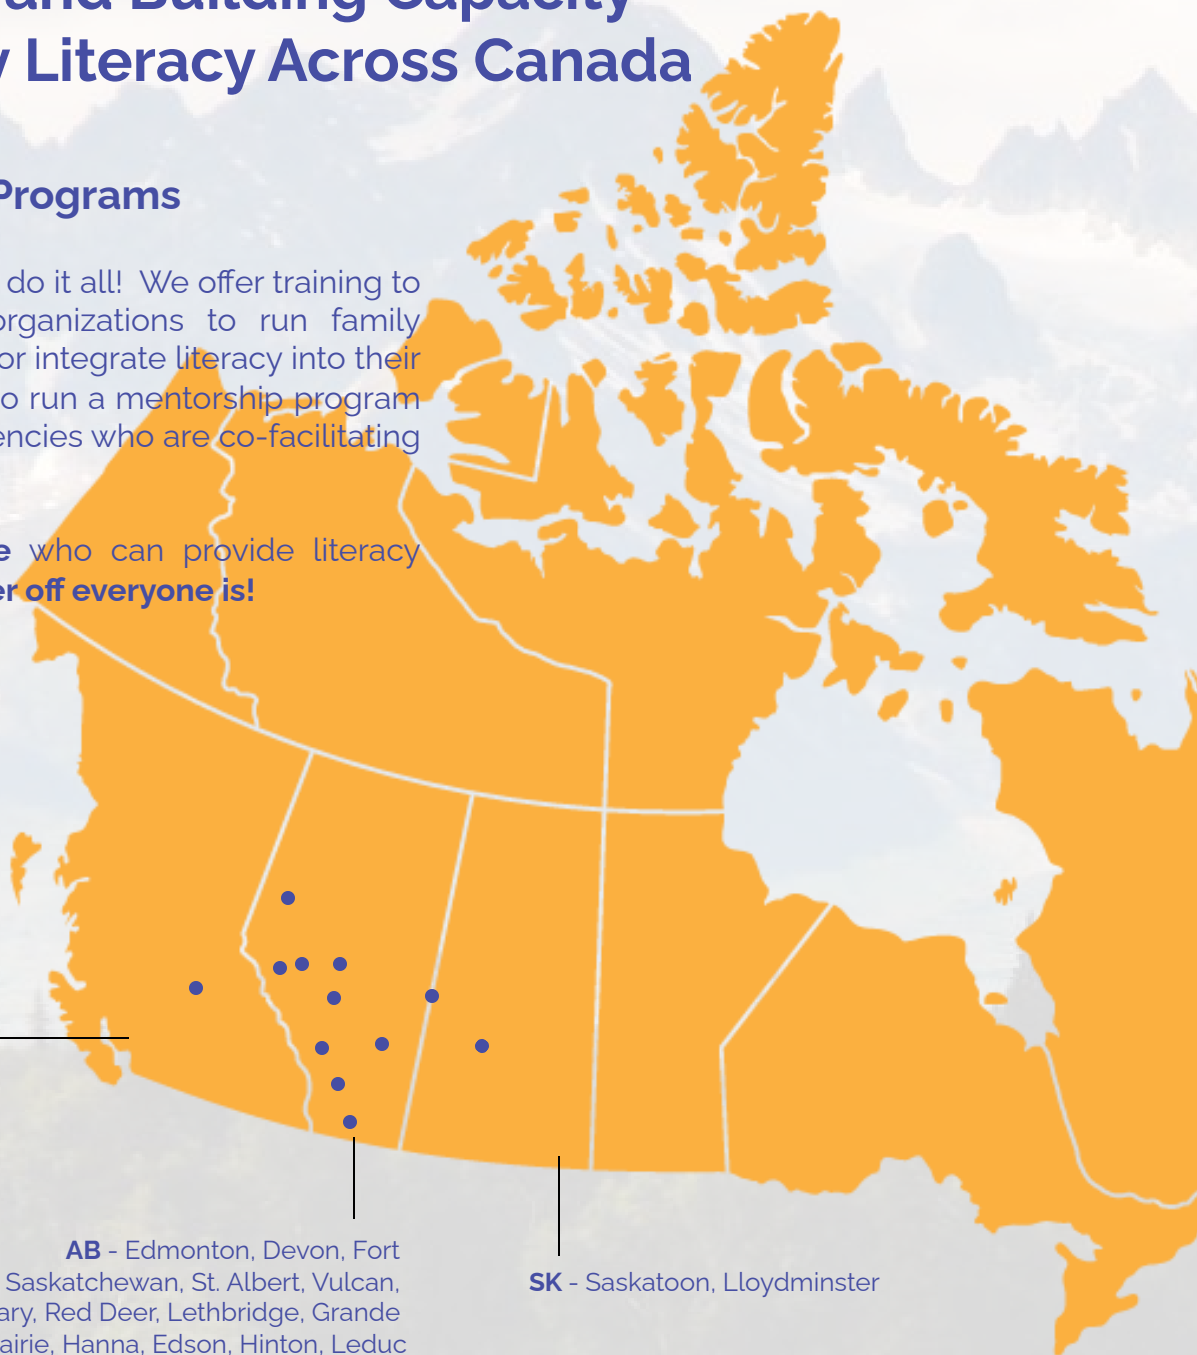 and Building Capacity
y Literacy Across Canada
Programs
do it all! We offer training to
organizations to run family
or integrate literacy into their
o run a mentorship program
encies who are co-facilitating
e who can provide literacy
er off everyone is!
AB - Edmonton, Devon, Fort
Saskatchewan, St. Albert, Vulcan,
ary, Red Deer, Lethbridge, Grande
airie, Hanna, Edson, Hinton, Leduc
SK - Saskatoon, Lloydminster